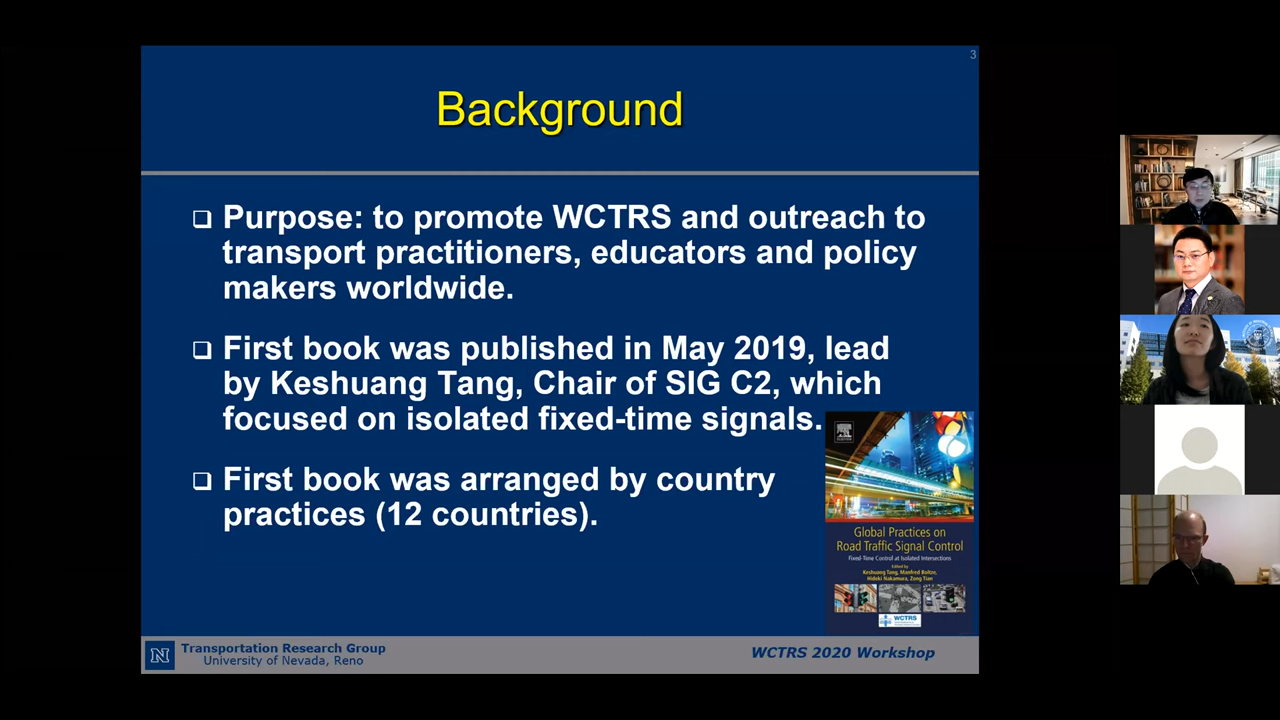 3
Background
Purpose: to promote WCTRS and outreach to
transport practitioners, educators and policy
makers worldwide.
First book was published in May 2019, lead
by Keshuang Tang, Chair of SIG C2, which
focused on isolated fixed-time signals.
First book was arranged by country
practices (12 countries).
Global Practices on
Road Traffic Signal Control
Fixed-Time Control at Isolated Intersections
Edited by
Keshuang Tang, Manfred Boltze,
Hideki Nakamura, Zong Tian
WCTRS
N
Transportation Research Group
University of Nevada, Reno
WCTRS 2020 Workshop